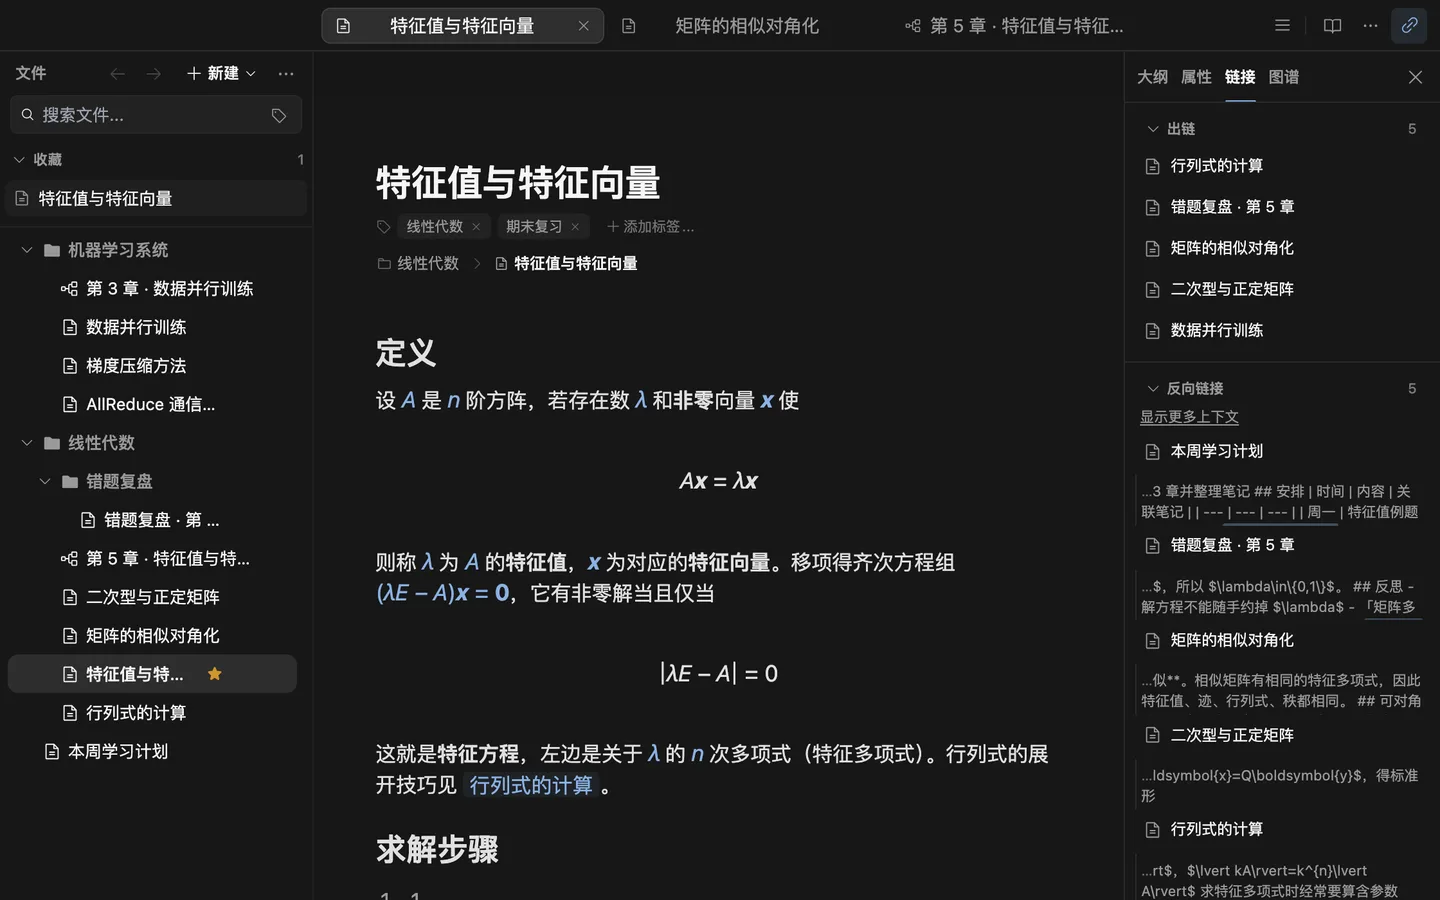 特征值与特征向量
矩阵的相似对角化
第 5 章 · 特征值与特征...
文件
新建
搜索文件...
收藏
1
特征值与特征向量
机器学习系统
第 3 章 · 数据并行训练
数据并行训练
梯度压缩方法
AllReduce 通信...
线性代数
错题复盘
错题复盘 · 第 ...
第 5 章 · 特征值与特...
二次型与正定矩阵
矩阵的相似对角化
特征值与特...
行列式的计算
本周学习计划
特征值与特征向量
线性代数 ×
期末复习 ×
+ 添加标签...
线性代数 > 特征值与特征向量
定义
设 A 是 n 阶方阵，若存在数 λ 和非零向量 x 使
Ax = λx
则称 λ 为 A 的特征值，x 为对应的特征向量。移项得齐次方程组
(λE − A)x = 0，它有非零解当且仅当
|λE − A| = 0
这就是特征方程，左边是关于 λ 的 n 次多项式（特征多项式）。行列式的展
开技巧见 行列式的计算 。
求解步骤
大纲 属性 链接 图谱
出链
5
行列式的计算
错题复盘 · 第 5 章
矩阵的相似对角化
二次型与正定矩阵
数据并行训练
反向链接
5
显示更多上下文
本周学习计划
...3 章并整理笔记 ## 安排 | 时间 | 内容 | 关
联笔记 | | --- | --- | --- | | 周一 | 特征值例题
错题复盘 · 第 5 章
...$，所以 $\lambda\in\{0,1\}$。 ## 反思 -
解方程不能随手约掉 $\lambda$ - 「矩阵多
矩阵的相似对角化
...似**。相似矩阵有相同的特征多项式，因此
特征值、迹、行列式、秩都相同。 ## 可对角
二次型与正定矩阵
...ldsymbol{x}=Q\boldsymbol{y}$，得标准
形
行列式的计算
...rt$，$\lvert kA\rvert=k^{n}\lvert
A\rvert$ 求特征多项式时经常要算含参数